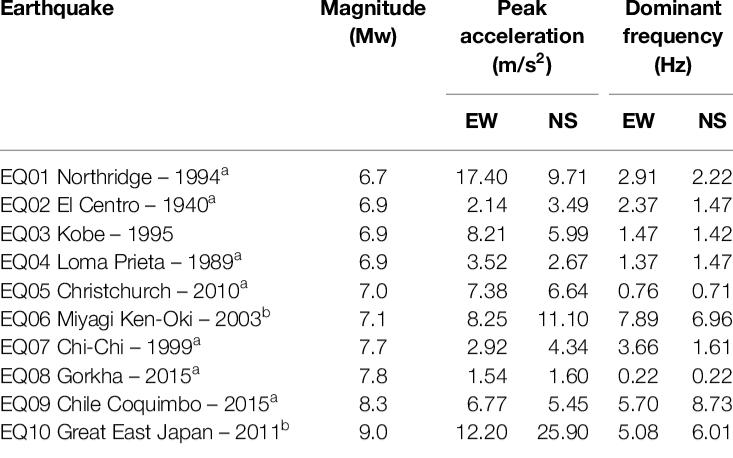 Earthquake Magnitude Peak Dominant
(Mw) acceleration frequency
(m/s²) (Hz)
EW NS EW NS
EQ01 Northridge – 1994ᵃ 6.7 17.40 9.71 2.91 2.22
EQ02 El Centro – 1940ᵃ 6.9 2.14 3.49 2.37 1.47
EQ03 Kobe – 1995 6.9 8.21 5.99 1.47 1.42
EQ04 Loma Prieta – 1989ᵃ 6.9 3.52 2.67 1.37 1.47
EQ05 Christchurch – 2010ᵃ 7.0 7.38 6.64 0.76 0.71
EQ06 Miyagi Ken-Oki – 2003ᵇ 7.1 8.25 11.10 7.89 6.96
EQ07 Chi-Chi – 1999ᵃ 7.7 2.92 4.34 3.66 1.61
EQ08 Gorkha – 2015ᵃ 7.8 1.54 1.60 0.22 0.22
EQ09 Chile Coquimbo – 2015ᵃ 8.3 6.77 5.45 5.70 8.73
EQ10 Great East Japan – 2011ᵇ 9.0 12.20 25.90 5.08 6.01